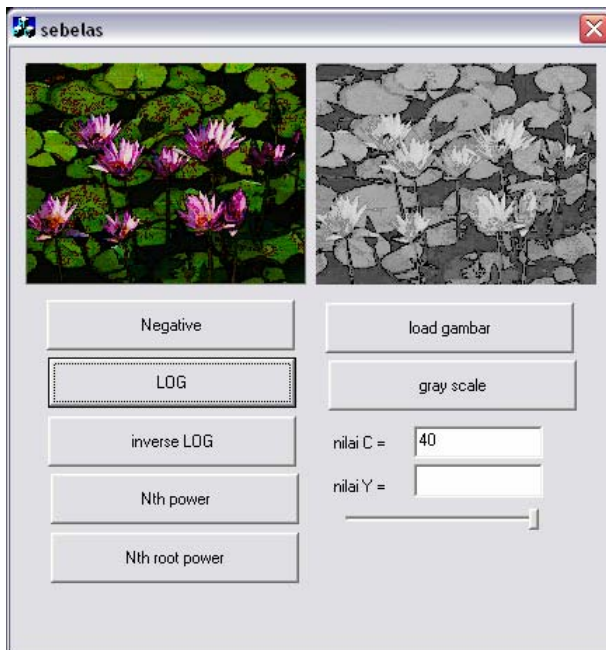 sebelas
Negative
load gambar
LOG
gray scale
inverse LOG
nilai C =
40
Nth power
nilai Y =
Nth root power